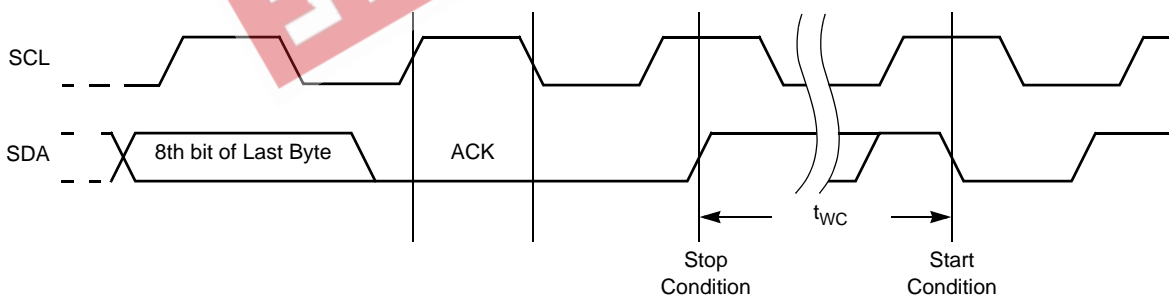 SCL
SDA
8th bit of Last Byte
ACK
tWC
Stop
Condition
Start
Condition